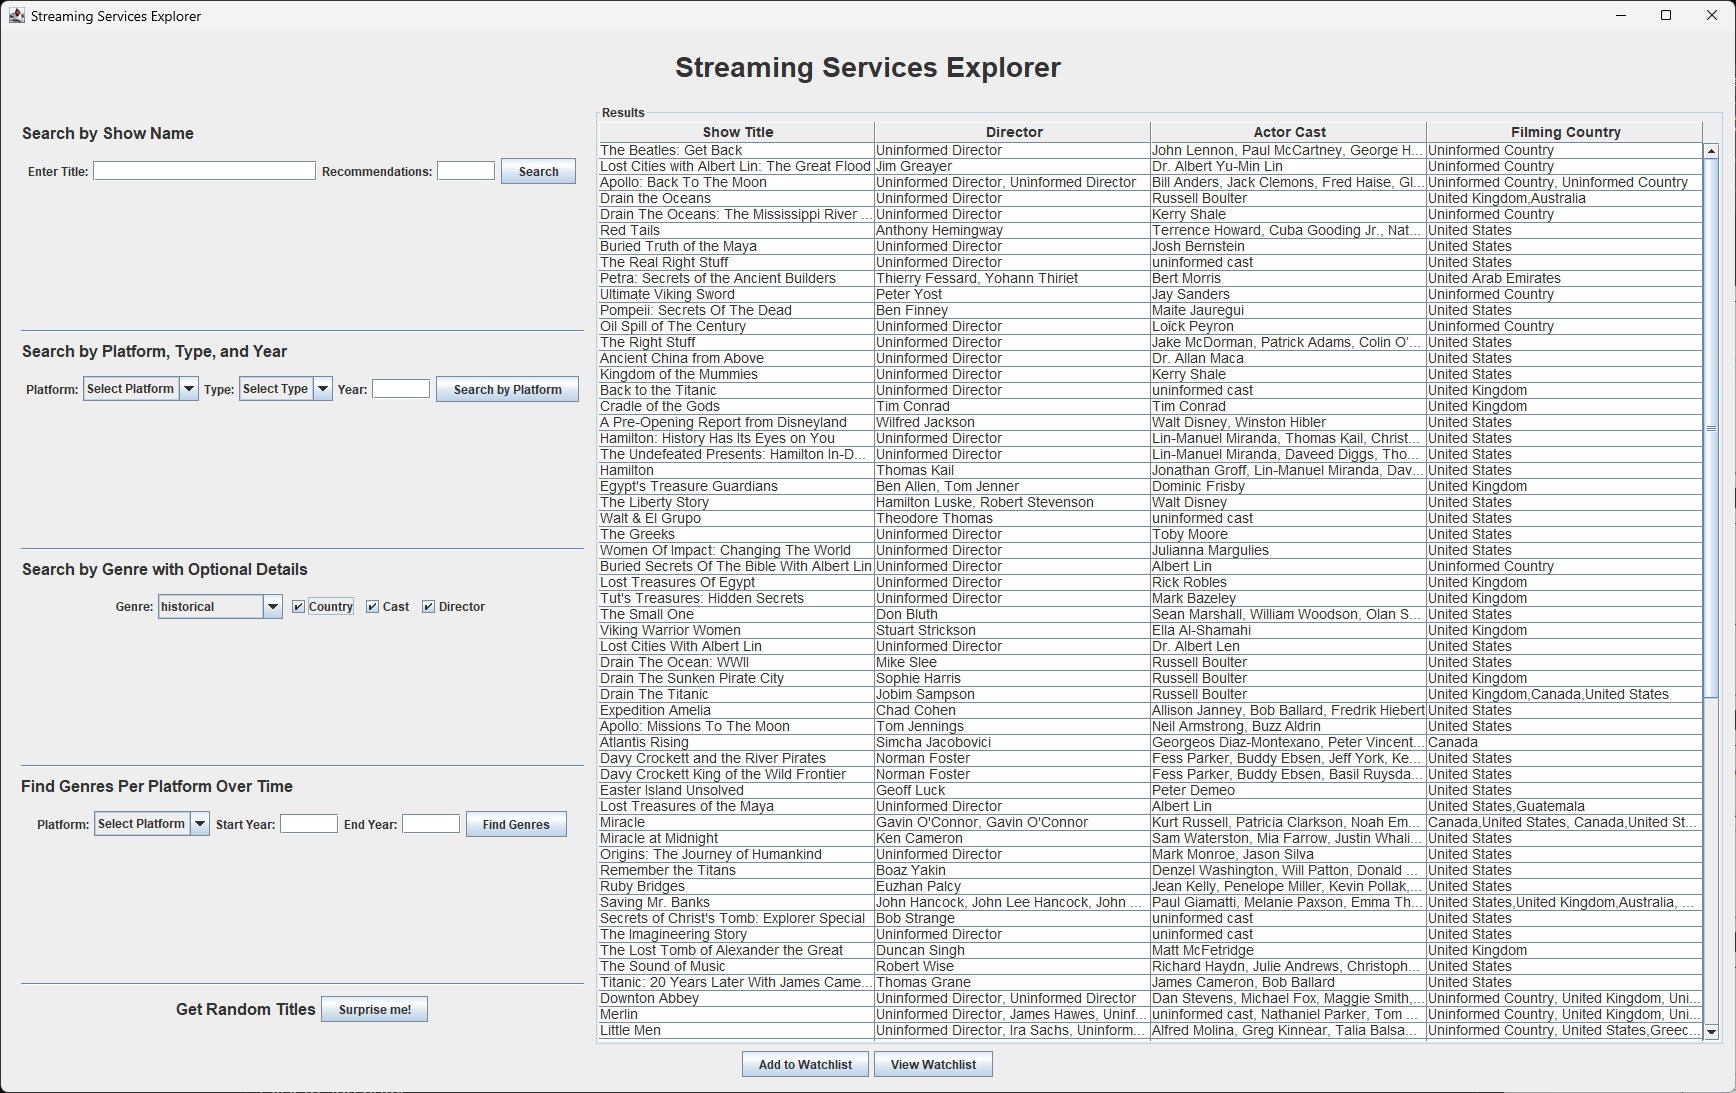 Streaming Services Explorer
Streaming Services Explorer
Search by Show Name
Enter Title: Recommendations: Search
Search by Platform, Type, and Year
Platform: Select Platform Type: Select Type Year: Search by Platform
Search by Genre with Optional Details
Genre: historical Country Cast Director
Find Genres Per Platform Over Time
Platform: Select Platform Start Year: End Year: Find Genres
Get Random Titles Surprise me!
Results
Show Title Director Actor Cast Filming Country
The Beatles: Get Back Uninformed Director John Lennon, Paul McCartney, George H... Uninformed Country
Lost Cities with Albert Lin: The Great Flood Jim Greayer Dr. Albert Yu-Min Lin Uninformed Country
Apollo: Back To The Moon Uninformed Director, Uninformed Director Bill Anders, Jack Clemons, Fred Haise, Gl... Uninformed Country, Uninformed Country
Drain the Oceans Uninformed Director Russell Boulter United Kingdom,Australia
Drain The Oceans: The Mississippi River ... Uninformed Director Kerry Shale Uninformed Country
Red Tails Anthony Hemingway Terrence Howard, Cuba Gooding Jr., Nat... United States
Buried Truth of the Maya Uninformed Director Josh Bernstein United States
The Real Right Stuff Uninformed Director uninformed cast United States
Petra: Secrets of the Ancient Builders Thierry Fessard, Yohann Thiriet Bert Morris United Arab Emirates
Ultimate Viking Sword Peter Yost Jay Sanders Uninformed Country
Pompeii: Secrets Of The Dead Ben Finney Maite Jauregui United States
Oil Spill of The Century Uninformed Director Loïck Peyron Uninformed Country
The Right Stuff Uninformed Director Jake McDorman, Patrick Adams, Colin O'... United States
Ancient China from Above Uninformed Director Dr. Allan Maca United States
Kingdom of the Mummies Uninformed Director Kerry Shale United States
Back to the Titanic Uninformed Director uninformed cast United Kingdom
Cradle of the Gods Tim Conrad Tim Conrad United Kingdom
A Pre-Opening Report from Disneyland Wilfred Jackson Walt Disney, Winston Hibler United States
Hamilton: History Has Its Eyes on You Uninformed Director Lin-Manuel Miranda, Thomas Kail, Christ... United States
The Undefeated Presents: Hamilton In-D... Uninformed Director Lin-Manuel Miranda, Daveed Diggs, Tho... United States
Hamilton Thomas Kail Jonathan Groff, Lin-Manuel Miranda, Dav... United States
Egypt's Treasure Guardians Ben Allen, Tom Jenner Dominic Frisby United Kingdom
The Liberty Story Hamilton Luske, Robert Stevenson Walt Disney United States
Walt & El Grupo Theodore Thomas uninformed cast United States
The Greeks Uninformed Director Toby Moore United States
Women Of Impact: Changing The World Uninformed Director Julianna Margulies United States
Buried Secrets Of The Bible With Albert Lin Uninformed Director Albert Lin Uninformed Country
Lost Treasures Of Egypt Uninformed Director Rick Robles United Kingdom
Tut's Treasures: Hidden Secrets Uninformed Director Mark Bazeley United Kingdom
The Small One Don Bluth Sean Marshall, William Woodson, Olan S... United States
Viking Warrior Women Stuart Strickson Ella Al-Shamahi United Kingdom
Lost Cities With Albert Lin Uninformed Director Dr. Albert Len United States
Drain The Ocean: WWII Mike Slee Russell Boulter United States
Drain The Sunken Pirate City Sophie Harris Russell Boulter United Kingdom
Drain The Titanic Jobim Sampson Russell Boulter United Kingdom,Canada,United States
Expedition Amelia Chad Cohen Allison Janney, Bob Ballard, Fredrik Hiebert United States
Apollo: Missions To The Moon Tom Jennings Neil Armstrong, Buzz Aldrin United States
Atlantis Rising Simcha Jacobovici Georgeos Diaz-Montexano, Peter Vincent... Canada
Davy Crockett and the River Pirates Norman Foster Fess Parker, Buddy Ebsen, Jeff York, Ke... United States
Davy Crockett King of the Wild Frontier Norman Foster Fess Parker, Buddy Ebsen, Basil Ruysda... United States
Easter Island Unsolved Geoff Luck Peter Demeo United States
Lost Treasures of the Maya Uninformed Director Albert Lin United States,Guatemala
Miracle Gavin O'Connor, Gavin O'Connor Kurt Russell, Patricia Clarkson, Noah Em... Canada,United States, Canada,United St...
Miracle at Midnight Ken Cameron Sam Waterston, Mia Farrow, Justin Whali... United States
Origins: The Journey of Humankind Uninformed Director Mark Monroe, Jason Silva United States
Remember the Titans Boaz Yakin Denzel Washington, Will Patton, Donald ... United States
Ruby Bridges Euzhan Palcy Jean Kelly, Penelope Miller, Kevin Pollak,... United States
Saving Mr. Banks John Hancock, John Lee Hancock, John ... Paul Giamatti, Melanie Paxson, Emma Th... United States,United Kingdom,Australia, ...
Secrets of Christ's Tomb: Explorer Special Bob Strange uninformed cast United States
The Imagineering Story Uninformed Director uninformed cast United States
The Lost Tomb of Alexander the Great Duncan Singh Matt McFetridge United Kingdom
The Sound of Music Robert Wise Richard Haydn, Julie Andrews, Christoph... United States
Titanic: 20 Years Later With James Came... Thomas Grane James Cameron, Bob Ballard United States
Downton Abbey Uninformed Director, Uninformed Director Dan Stevens, Michael Fox, Maggie Smith,... Uninformed Country, United Kingdom, Uni...
Merlin Uninformed Director, James Hawes, Uninf... uninformed cast, Nathaniel Parker, Tom ... Uninformed Country, United Kingdom, Uni...
Little Men Uninformed Director, Ira Sachs, Uninform... Alfred Molina, Greg Kinnear, Talia Balsa... Uninformed Country, United States,Greec...
Add to Watchlist View Watchlist